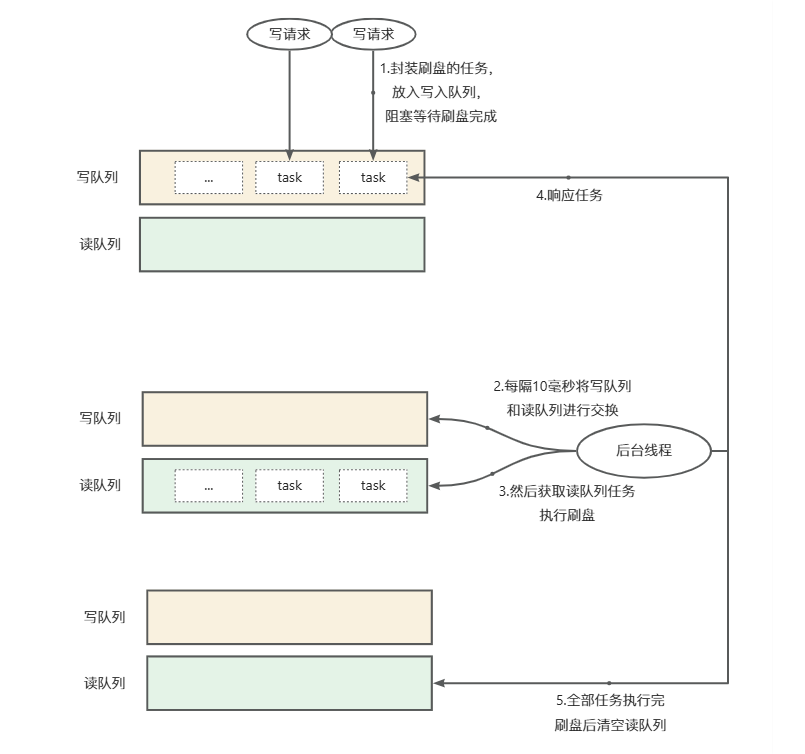 写请求
写请求
1.封装刷盘的任务，
放入写入队列，
阻塞等待刷盘完成
写队列
...
task
task
4.响应任务
读队列
2.每隔10毫秒将写队列
和读队列进行交换
写队列
后台线程
读队列
...
task
task
3.然后获取读队列任务
执行刷盘
写队列
读队列
5.全部任务执行完
刷盘后清空读队列